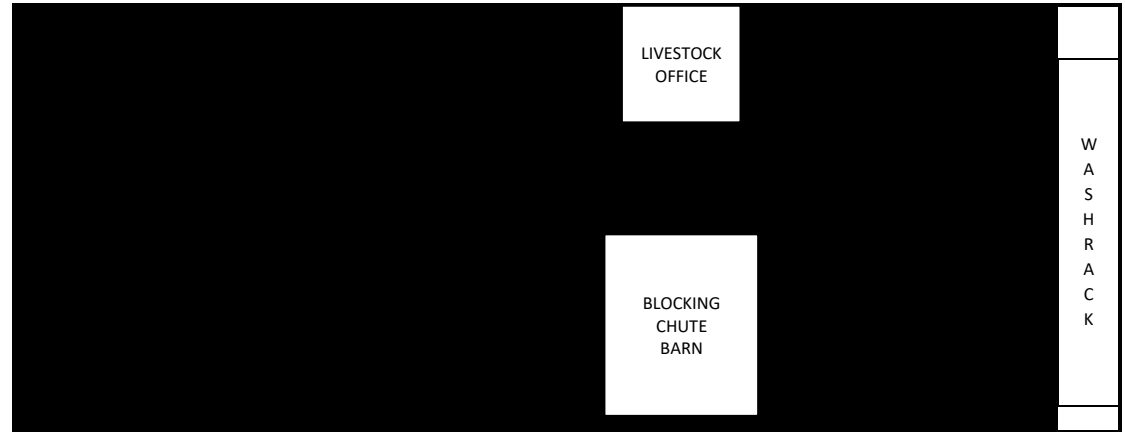 LIVESTOCK
OFFICE
W
A
S
H
R
A
C
K
BLOCKING
CHUTE
BARN